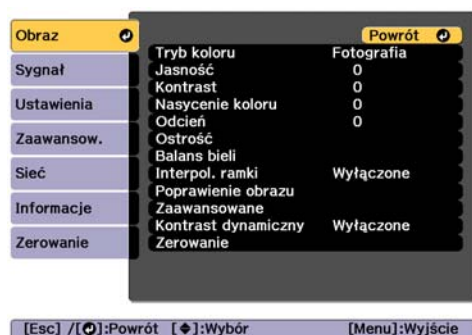 Obraz
Sygnał
Ustawienia
Zaawansow.
Sieć
Informacje
Zerowanie
Powrót
Tryb koloru Fotografia
Jasność 0
Kontrast 0
Nasycenie koloru 0
Odcień 0
Ostrość
Balans bieli
Interpol. ramki Wyłączone
Poprawienie obrazu
Zaawansowane
Kontrast dynamiczny Wyłączone
Zerowanie
[Esc] /[⏎]:Powrót [◆]:Wybór [Menu]:Wyjście